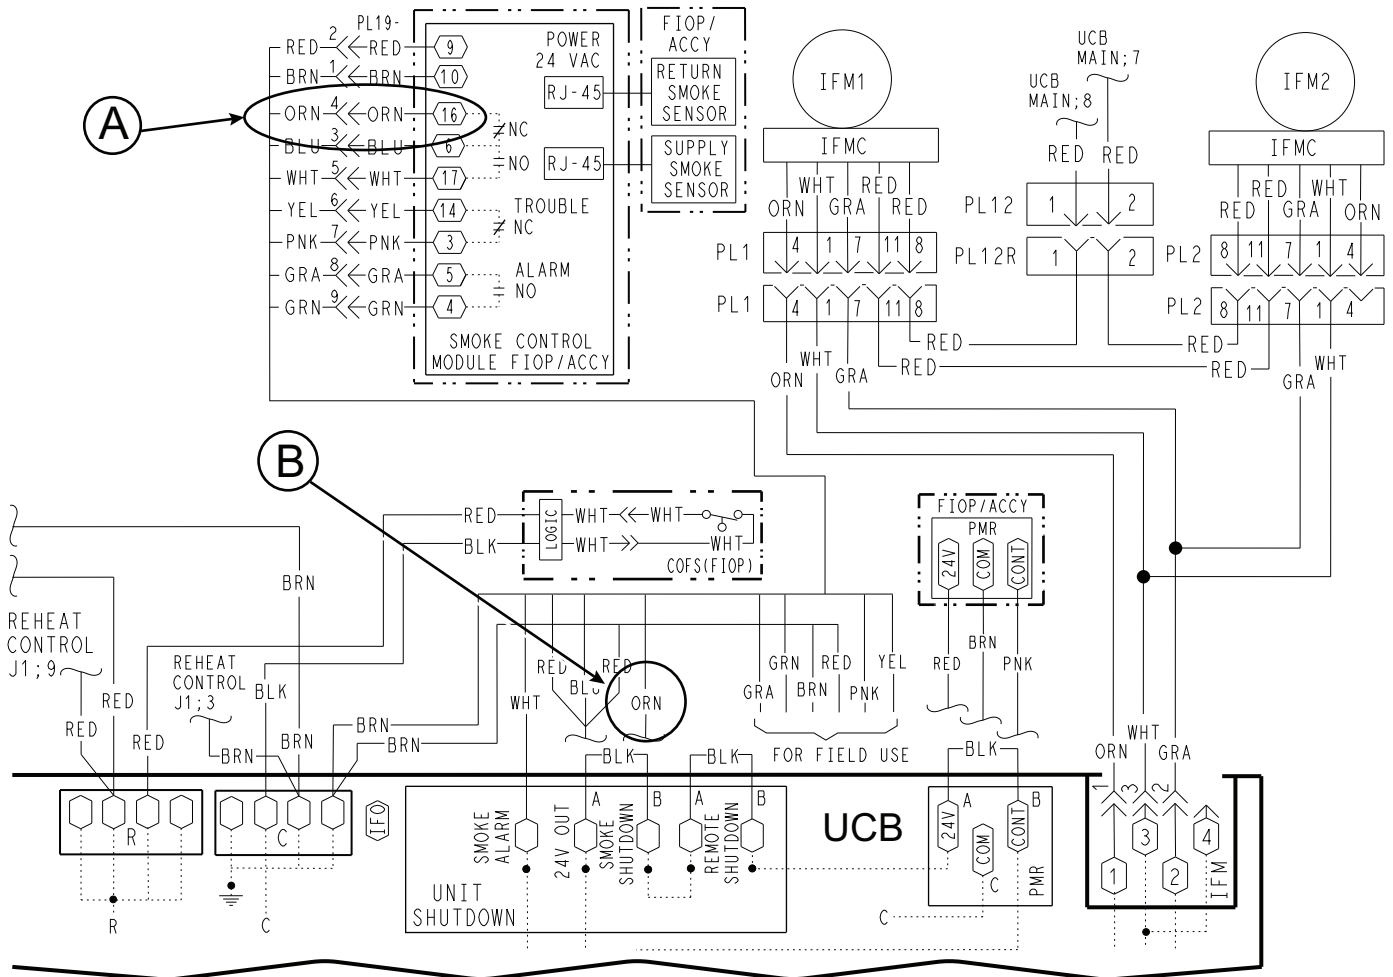 PL19-
RED 2 RED 9
BRN 1 BRN 10
ORN 4 ORN 16
BLU 3 BLU 6
WHT 5 WHT 17
YEL 6 YEL 14
PNK 7 PNK 3
GRA 8 GRA 5
GRN 9 GRN 4
A
POWER
24 VAC
RJ-45
NC
NO
RJ-45
TROUBLE
NC
ALARM
NO
SMOKE CONTROL
MODULE FIOP/ACCY
FIOP/
ACCY
RETURN
SMOKE
SENSOR
SUPPLY
SMOKE
SENSOR
IFM1
IFMC
WHT RED
ORN GRA RED
PL1 4 1 7 11 8
PL1 4 1 7 11 8
WHT
ORN GRA
UCB
MAIN;7
UCB
MAIN;8
RED RED
PL12 1 2
PL12R 1 2
RED RED
RED RED
IFM2
IFMC
RED WHT
RED GRA ORN
PL2 8 11 7 1 4
PL2 8 11 7 1 4
WHT
GRA
B
RED LOGIC WHT WHT
BLK WHT WHT
COFS(FIOP)
FIOP/ACCY
PMR
24V COM CONT
RED BRN PNK
BRN
REHEAT
CONTROL
J1;9
RED
RED
RED
REHEAT
CONTROL
J1;3
BLK
BRN
BRN
BRN
BRN
WHT
RED
BLU
RED
ORN
GRN RED YEL
GRA BRN PNK
FOR FIELD USE
BLK BLK BLK
ORN WHT GRA
1 3 2
R
R
C
C
IFO
A B A B
SMOKE
ALARM
24V OUT
SMOKE
SHUTDOWN
REMOTE
SHUTDOWN
UNIT
SHUTDOWN
UCB
A B
24V COM CONT
C
PMR
C
1 3 2 4
IFM